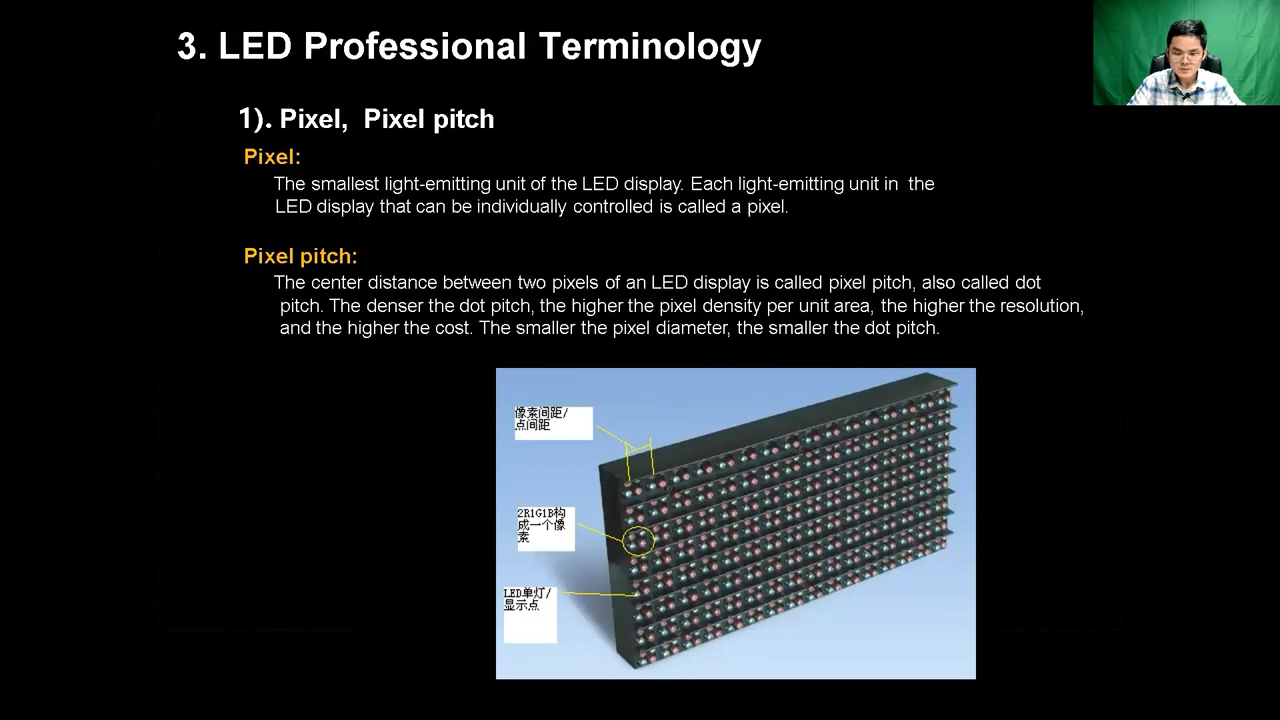 3. LED Professional Terminology
1). Pixel, Pixel pitch
Pixel:
The smallest light-emitting unit of the LED display. Each light-emitting unit in the
LED display that can be individually controlled is called a pixel.
Pixel pitch:
The center distance between two pixels of an LED display is called pixel pitch, also called dot
pitch. The denser the dot pitch, the higher the pixel density per unit area, the higher the resolution,
and the higher the cost. The smaller the pixel diameter, the smaller the dot pitch.
像素间距/
点间距
2R1G1B构
成一个像
素
LED单灯/
显示点